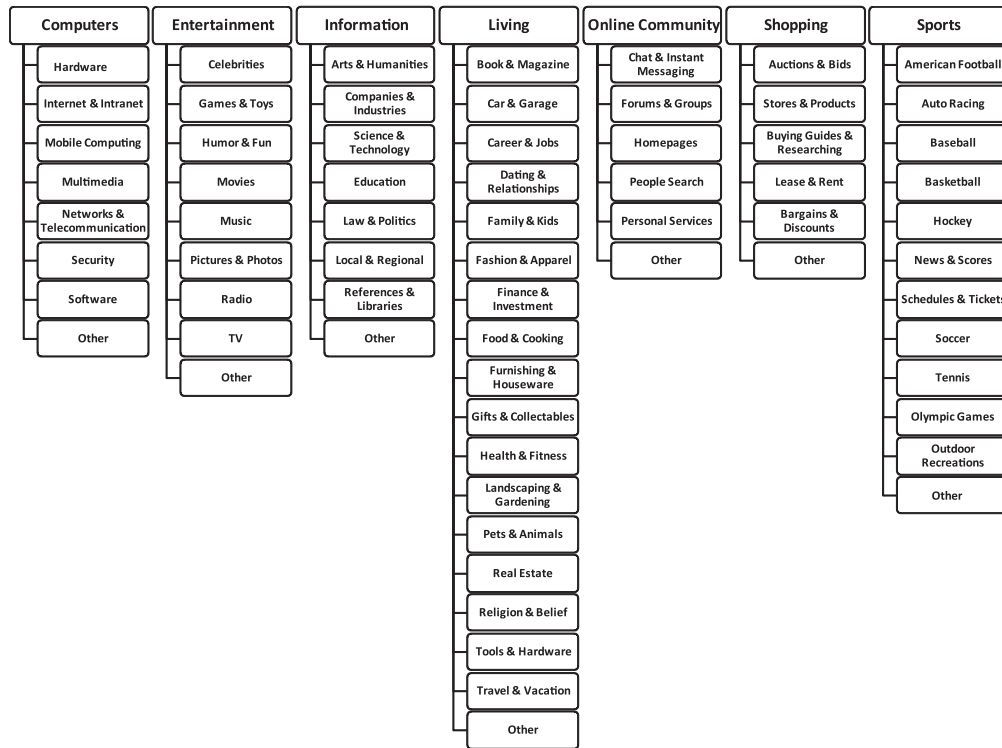 Computers
Hardware
Internet & Intranet
Mobile Computing
Multimedia
Networks &
Telecommunication
Security
Software
Other
Entertainment
Celebrities
Games & Toys
Humor & Fun
Movies
Music
Pictures & Photos
Radio
TV
Other
Information
Arts & Humanities
Companies &
Industries
Science &
Technology
Education
Law & Politics
Local & Regional
References &
Libraries
Other
Living
Book & Magazine
Car & Garage
Career & Jobs
Dating &
Relationships
Family & Kids
Fashion & Apparel
Finance &
Investment
Food & Cooking
Furnishing &
Houseware
Gifts & Collectables
Health & Fitness
Landscaping &
Gardening
Pets & Animals
Real Estate
Religion & Belief
Tools & Hardware
Travel & Vacation
Other
Online Community
Chat & Instant
Messaging
Forums & Groups
Homepages
People Search
Personal Services
Other
Shopping
Auctions & Bids
Stores & Products
Buying Guides &
Researching
Lease & Rent
Bargains &
Discounts
Other
Sports
American Football
Auto Racing
Baseball
Basketball
Hockey
News & Scores
Schedules & Tickets
Soccer
Tennis
Olympic Games
Outdoor
Recreations
Other